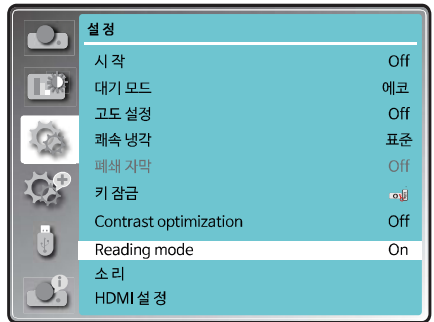 설 정
시 작 Off
대기 모드 에코
고도 설정 Off
쾌속 냉각 표준
폐쇄 자막 Off
키 잠금
Contrast optimization Off
Reading mode On
소 리
HDMI 설 정